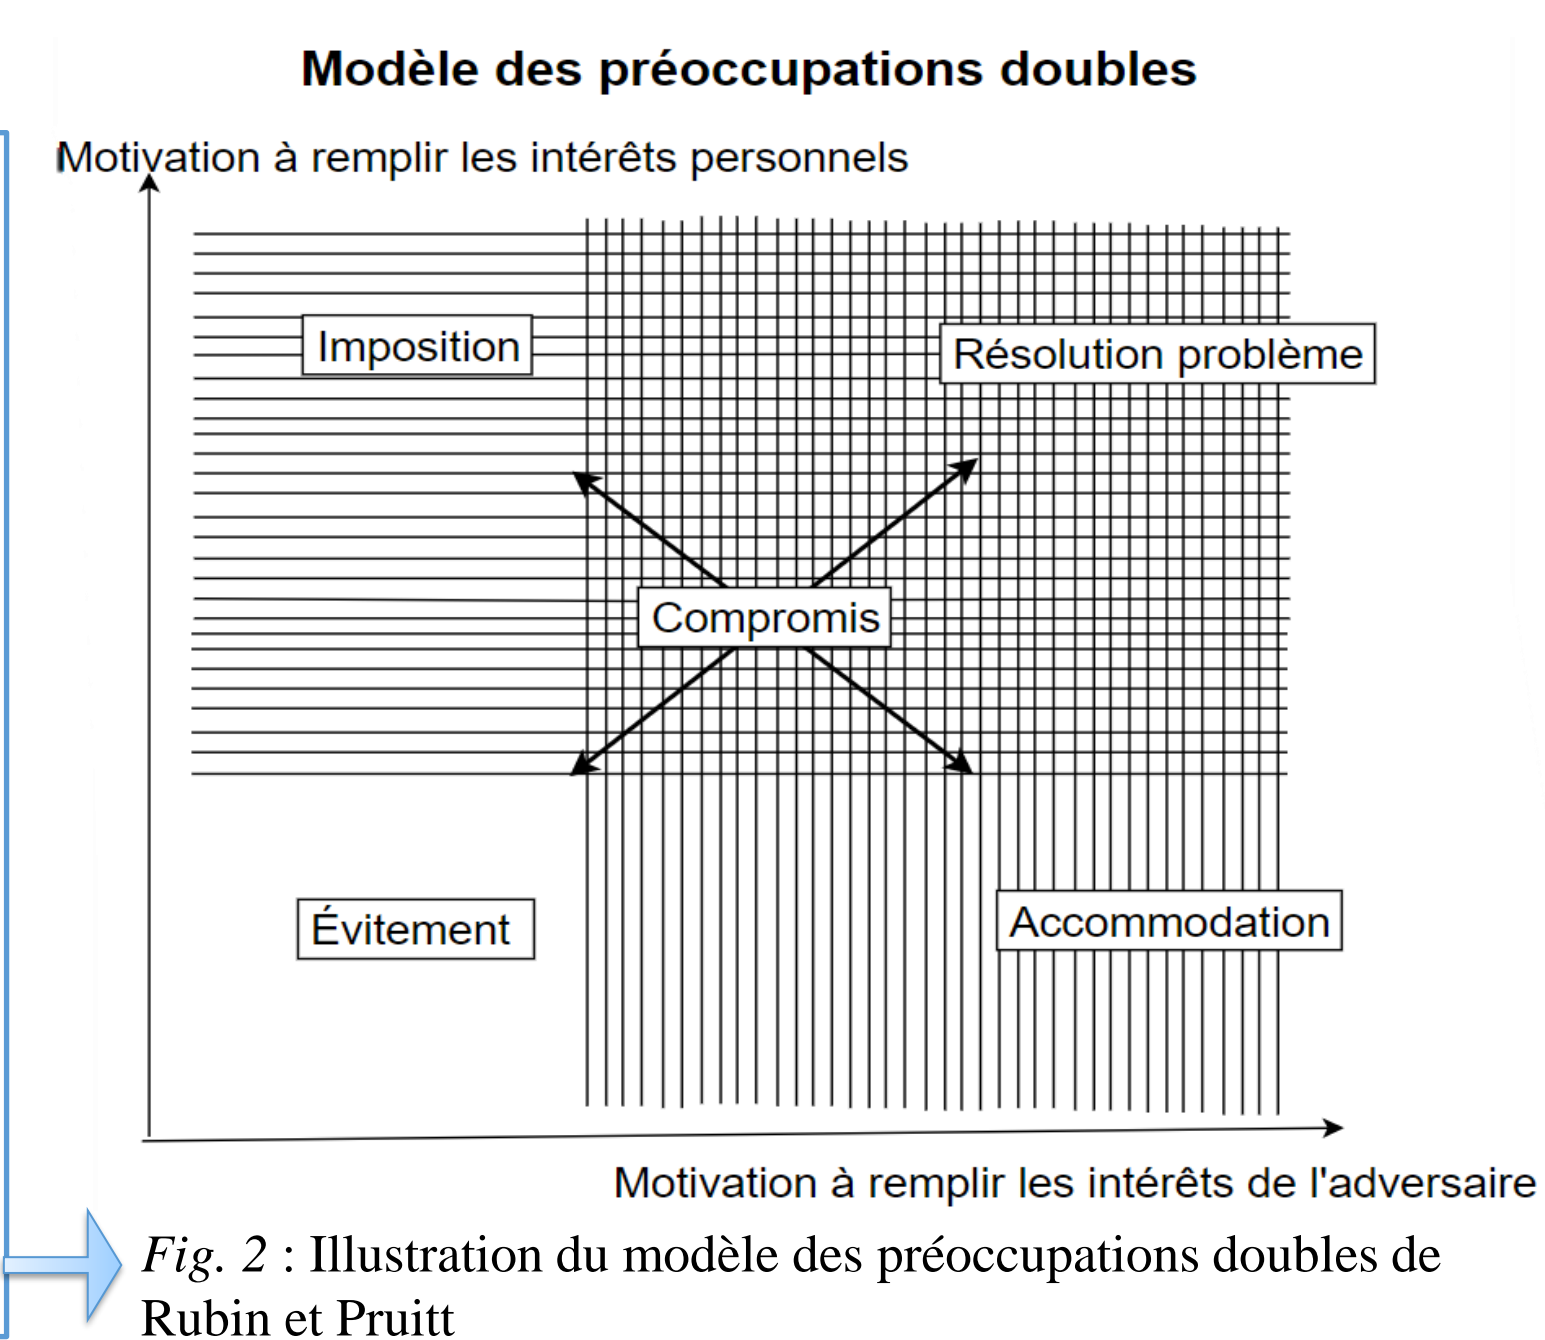 Modèle des préoccupations doubles
Motivation à remplir les intérêts personnels
Imposition
Résolution problème
Compromis
Évitement
Accommodation
Motivation à remplir les intérêts de l'adversaire
Fig. 2 : Illustration du modèle des préoccupations doubles de
Rubin et Pruitt